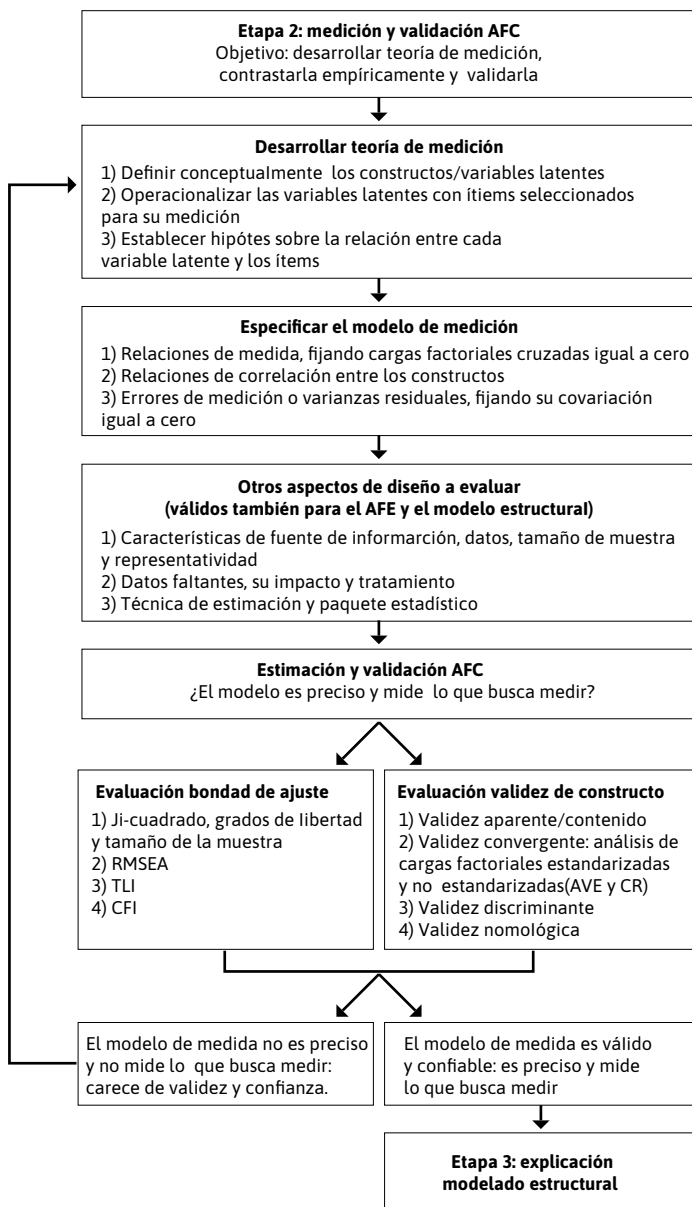 Etapa 2: medición y validación AFC
Objetivo: desarrollar teoría de medición,
contrastarla empíricamente y validarla
Desarrollar teoría de medición
1) Definir conceptualmente los constructos/variables latentes
2) Operacionalizar las variables latentes con ítiems seleccionados
para su medición
3) Establecer hipótes sobre la relación entre cada
variable latente y los ítems
Especificar el modelo de medición
1) Relaciones de medida, fijando cargas factoriales cruzadas igual a cero
2) Relaciones de correlación entre los constructos
3) Errores de medición o varianzas residuales, fijando su covariación
igual a cero
Otros aspectos de diseño a evaluar
(válidos también para el AFE y el modelo estructural)
1) Características de fuente de informarción, datos, tamaño de muestra
y representatividad
2) Datos faltantes, su impacto y tratamiento
3) Técnica de estimación y paquete estadístico
Estimación y validación AFC
¿El modelo es preciso y mide lo que busca medir?
Evaluación bondad de ajuste
1) Ji-cuadrado, grados de libertad
y tamaño de la muestra
2) RMSEA
3) TLI
4) CFI
Evaluación validez de constructo
1) Validez aparente/contenido
2) Validez convergente: análisis de
cargas factoriales estandarizadas
y no estandarizadas(AVE y CR)
3) Validez discriminante
4) Validez nomológica
El modelo de medida no es preciso
y no mide lo que busca medir:
carece de validez y confianza.
El modelo de medida es válido
y confiable: es preciso y mide
lo que busca medir
Etapa 3: explicación
modelado estructural